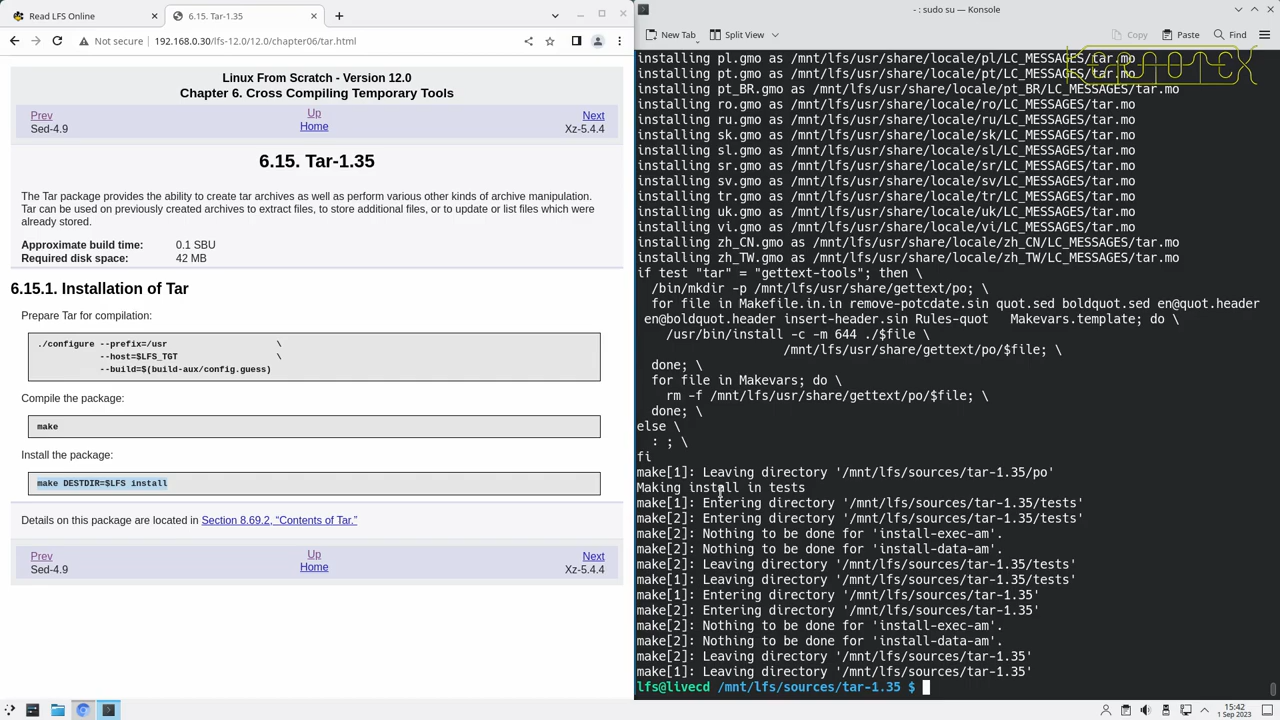 Read LFS Online
6.15. Tar-1.35
Not secure
192.168.0.30/lfs-12.0/12.0/chapter06/tar.html
Linux From Scratch - Version 12.0
Chapter 6. Cross Compiling Temporary Tools
Prev
Up
Next
Sed-4.9
Home
Xz-5.4.4
6.15. Tar-1.35
The Tar package provides the ability to create tar archives as well as perform various other kinds of archive manipulation.
Tar can be used on previously created archives to extract files, to store additional files, or to update or list files which were
already stored.
Approximate build time: 0.1 SBU
Required disk space: 42 MB
6.15.1. Installation of Tar
Prepare Tar for compilation:
./configure --prefix=/usr \
--host=$LFS_TGT \
--build=$(build-aux/config.guess)
Compile the package:
make
Install the package:
make DESTDIR=$LFS install
Details on this package are located in Section 8.69.2, “Contents of Tar.”
Prev
Up
Next
Sed-4.9
Home
Xz-5.4.4
- : sudo su — Konsole
New Tab
Split View
Copy
Paste
Find
installing pl.gmo as /mnt/lfs/usr/share/locale/pl/LC_MESSAGES/tar.mo
installing pt.gmo as /mnt/lfs/usr/share/locale/pt/LC_MESSAGES/tar.mo
installing pt_BR.gmo as /mnt/lfs/usr/share/locale/pt_BR/LC_MESSAGES/tar.mo
installing ro.gmo as /mnt/lfs/usr/share/locale/ro/LC_MESSAGES/tar.mo
installing ru.gmo as /mnt/lfs/usr/share/locale/ru/LC_MESSAGES/tar.mo
installing sk.gmo as /mnt/lfs/usr/share/locale/sk/LC_MESSAGES/tar.mo
installing sl.gmo as /mnt/lfs/usr/share/locale/sl/LC_MESSAGES/tar.mo
installing sr.gmo as /mnt/lfs/usr/share/locale/sr/LC_MESSAGES/tar.mo
installing sv.gmo as /mnt/lfs/usr/share/locale/sv/LC_MESSAGES/tar.mo
installing tr.gmo as /mnt/lfs/usr/share/locale/tr/LC_MESSAGES/tar.mo
installing uk.gmo as /mnt/lfs/usr/share/locale/uk/LC_MESSAGES/tar.mo
installing vi.gmo as /mnt/lfs/usr/share/locale/vi/LC_MESSAGES/tar.mo
installing zh_CN.gmo as /mnt/lfs/usr/share/locale/zh_CN/LC_MESSAGES/tar.mo
installing zh_TW.gmo as /mnt/lfs/usr/share/locale/zh_TW/LC_MESSAGES/tar.mo
if test "tar" = "gettext-tools"; then \
/bin/mkdir -p /mnt/lfs/usr/share/gettext/po; \
for file in Makefile.in.in remove-potcdate.sin quot.sed boldquot.sed en@quot.header
en@boldquot.header insert-header.sin Rules-quot Makevars.template; do \
/usr/bin/install -c -m 644 ./$file \
/mnt/lfs/usr/share/gettext/po/$file; \
done; \
for file in Makevars; do \
rm -f /mnt/lfs/usr/share/gettext/po/$file; \
done; \
else \
: ; \
fi
make[1]: Leaving directory '/mnt/lfs/sources/tar-1.35/po'
Making install in tests
make[1]: Entering directory '/mnt/lfs/sources/tar-1.35/tests'
make[2]: Entering directory '/mnt/lfs/sources/tar-1.35/tests'
make[2]: Nothing to be done for 'install-exec-am'.
make[2]: Nothing to be done for 'install-data-am'.
make[2]: Leaving directory '/mnt/lfs/sources/tar-1.35/tests'
make[1]: Leaving directory '/mnt/lfs/sources/tar-1.35/tests'
make[1]: Entering directory '/mnt/lfs/sources/tar-1.35'
make[2]: Entering directory '/mnt/lfs/sources/tar-1.35'
make[2]: Nothing to be done for 'install-exec-am'.
make[2]: Nothing to be done for 'install-data-am'.
make[2]: Leaving directory '/mnt/lfs/sources/tar-1.35'
make[1]: Leaving directory '/mnt/lfs/sources/tar-1.35'
lfs@livecd /mnt/lfs/sources/tar-1.35 $
15:42
1 Sep 2023